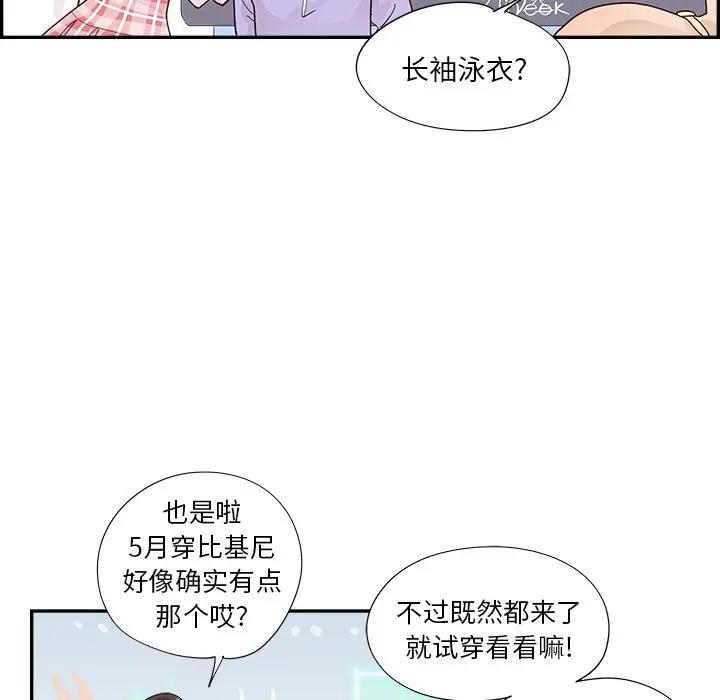 week
长袖泳衣?
也是啦
5月穿比基尼
好像确实有点
那个哎?
不过既然都来了
就试穿看看嘛!